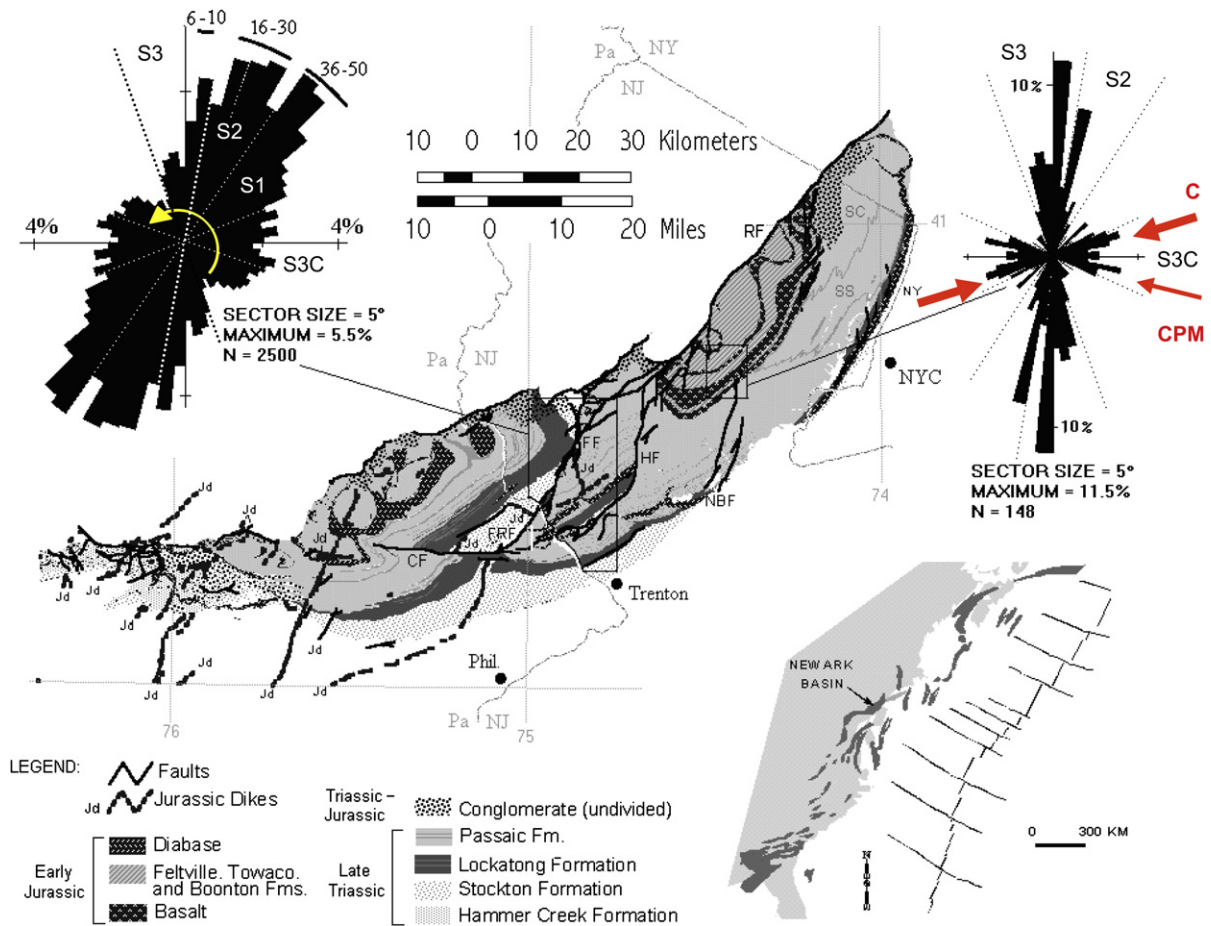 6-10
16-30
36-50
S3
S2
S1
4%
4%
S3C
SECTOR SIZE = 5°
MAXIMUM = 5.5%
N = 2500
Pa
NY
NJ
10 0 10 20 30 Kilometers
10 0 10 20 Miles
Pa
NJ
RF
SC
41
SS
NY
NYC
74
S3
10%
S2
C
S3C
CPM
10%
SECTOR SIZE = 5°
MAXIMUM = 11.5%
N = 148
FF
Jd
HF
NBF
Jd
FRF
Jd
CF
Jd
Jd
Jd
Jd
Jd
Jd
Jd
Jd
Jd
Jd
Jd
Trenton
Phil.
Pa
NJ
76
75
NEWARK
BASIN
0 300 KM
N
LEGEND:
Faults
Jd Jurassic Dikes
Early
Jurassic
Diabase
Feltville. Towaco.
and Boonton Fms.
Basalt
Triassic –
Jurassic
Conglomerate (undivided)
Late
Triassic
Passaic Fm.
Lockatong Formation
Stockton Formation
Hammer Creek Formation